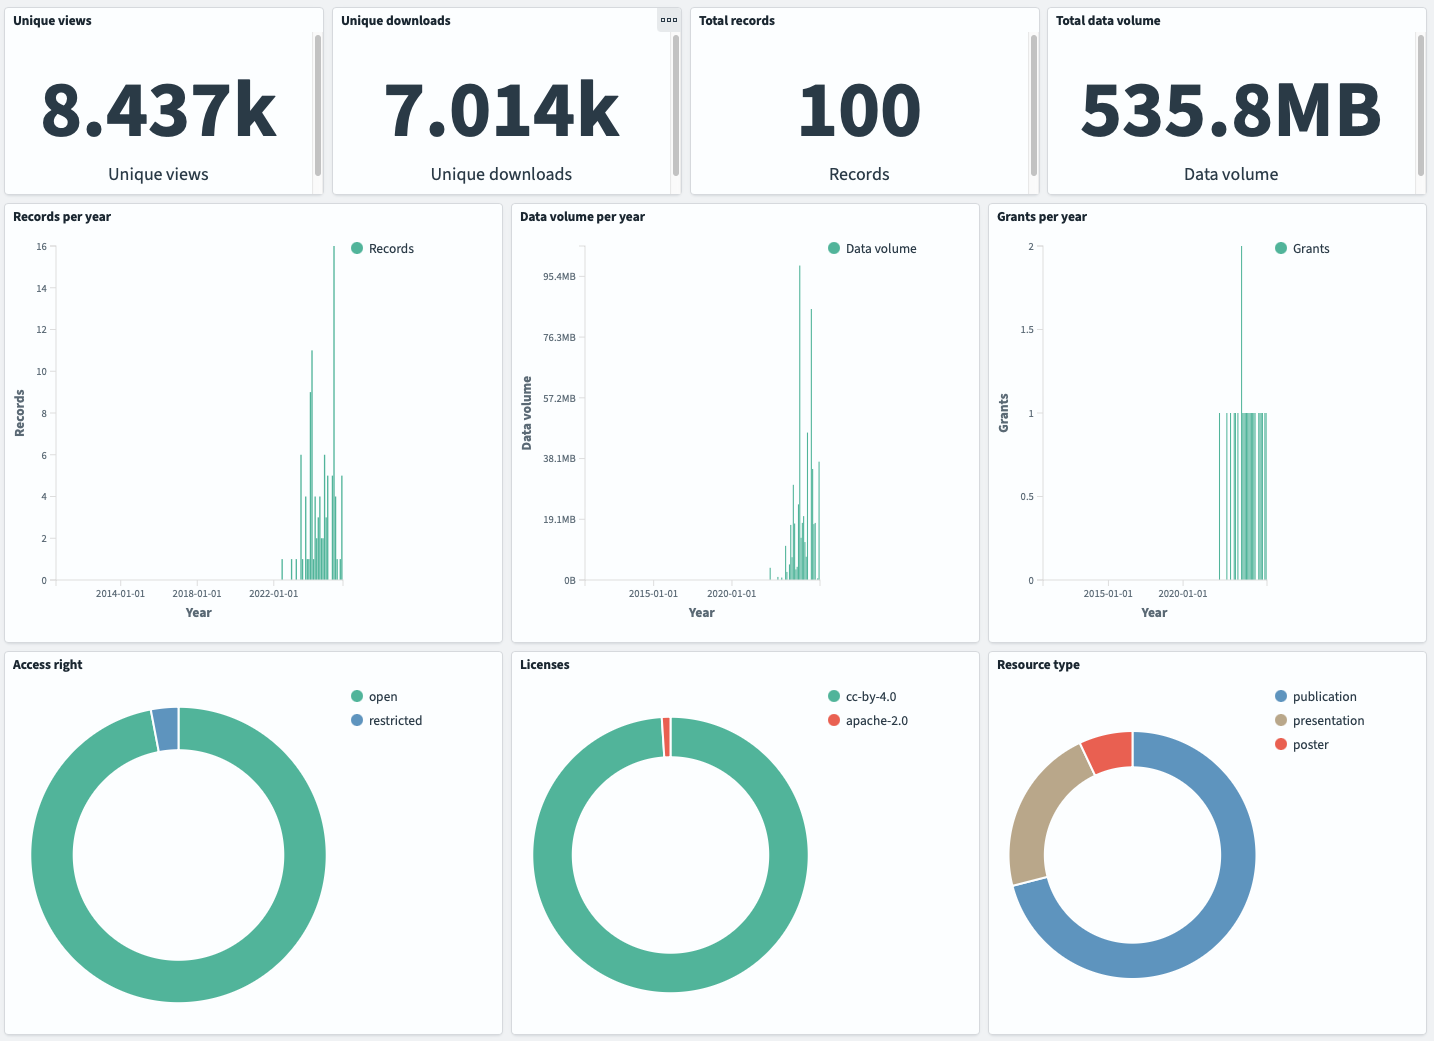 Unique views
8.437k
Unique views
Unique downloads
7.014k
Unique downloads
Total records
100
Records
Total data volume
535.8MB
Data volume
Records per year
Records
16
14
12
10
8
6
4
2
0
Records
2014-01-01
2018-01-01
2022-01-01
Year
Data volume per year
Data volume
95.4MB
76.3MB
57.2MB
38.1MB
19.1MB
0B
Data volume
2015-01-01
2020-01-01
Year
Grants per year
Grants
2
1.5
1
0.5
0
Grants
2015-01-01
2020-01-01
Year
Access right
open
restricted
Licenses
cc-by-4.0
apache-2.0
Resource type
publication
presentation
poster